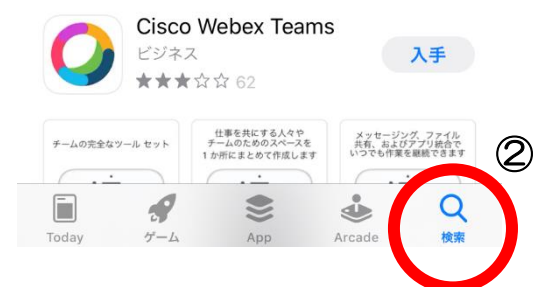 Cisco Webex Teams
ビジネス
入手
62
チームの完全なツール セット
仕事を共にする人々や
チームのためのスペースを
1 か所にまとめて作成します
メッセージング、ファイル
共有、およびアプリ統合で
いつでも作業を継続できます
②
Today
ゲーム
App
Arcade
検索